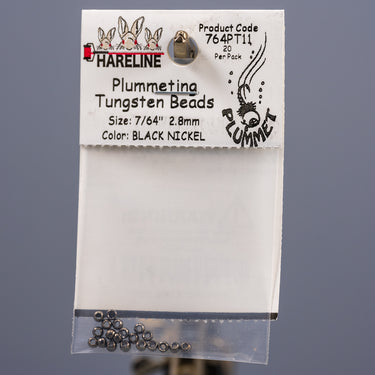 HARELINE
Product Code
764PT11
20
Per Pack
Plummeting
Tungsten Beads
Size: 7/64" 2.8mm
Color: BLACK NICKEL
PLUMMET